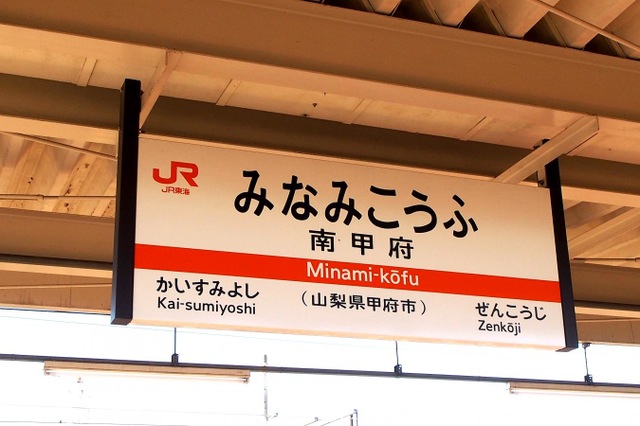 JR
JR東海
みなみこうふ
南甲府
Minami-kōfu
かいすみよし
Kai-sumiyoshi
（山梨県甲府市）
ぜんこうじ
Zenkōji